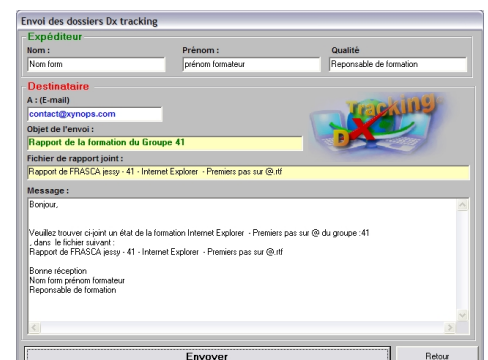 Envoi des dossiers Dx tracking
Expéditeur
Nom : Prénom : Qualité
Nom form prénom formateur Reponsable de formation
Destinataire
A : (E-mail)
contact@xynops.com
Tracking
DX
Objet de l'envoi :
Rapport de la formation du Groupe 41
Fichier de rapport joint :
Rapport de FRASCA jessy - 41 - Internet Explorer - Premiers pas sur @.rtf
Message :
Bonjour,
Veuillez trouver ci-joint un état de la formation Internet Explorer - Premiers pas sur @ du groupe :41
, dans le fichier suivant :
Rapport de FRASCA jessy - 41 - Internet Explorer - Premiers pas sur @.rtf
Bonne réception
Nom form prénom formateur
Reponsable de formation
Envoyer Retour